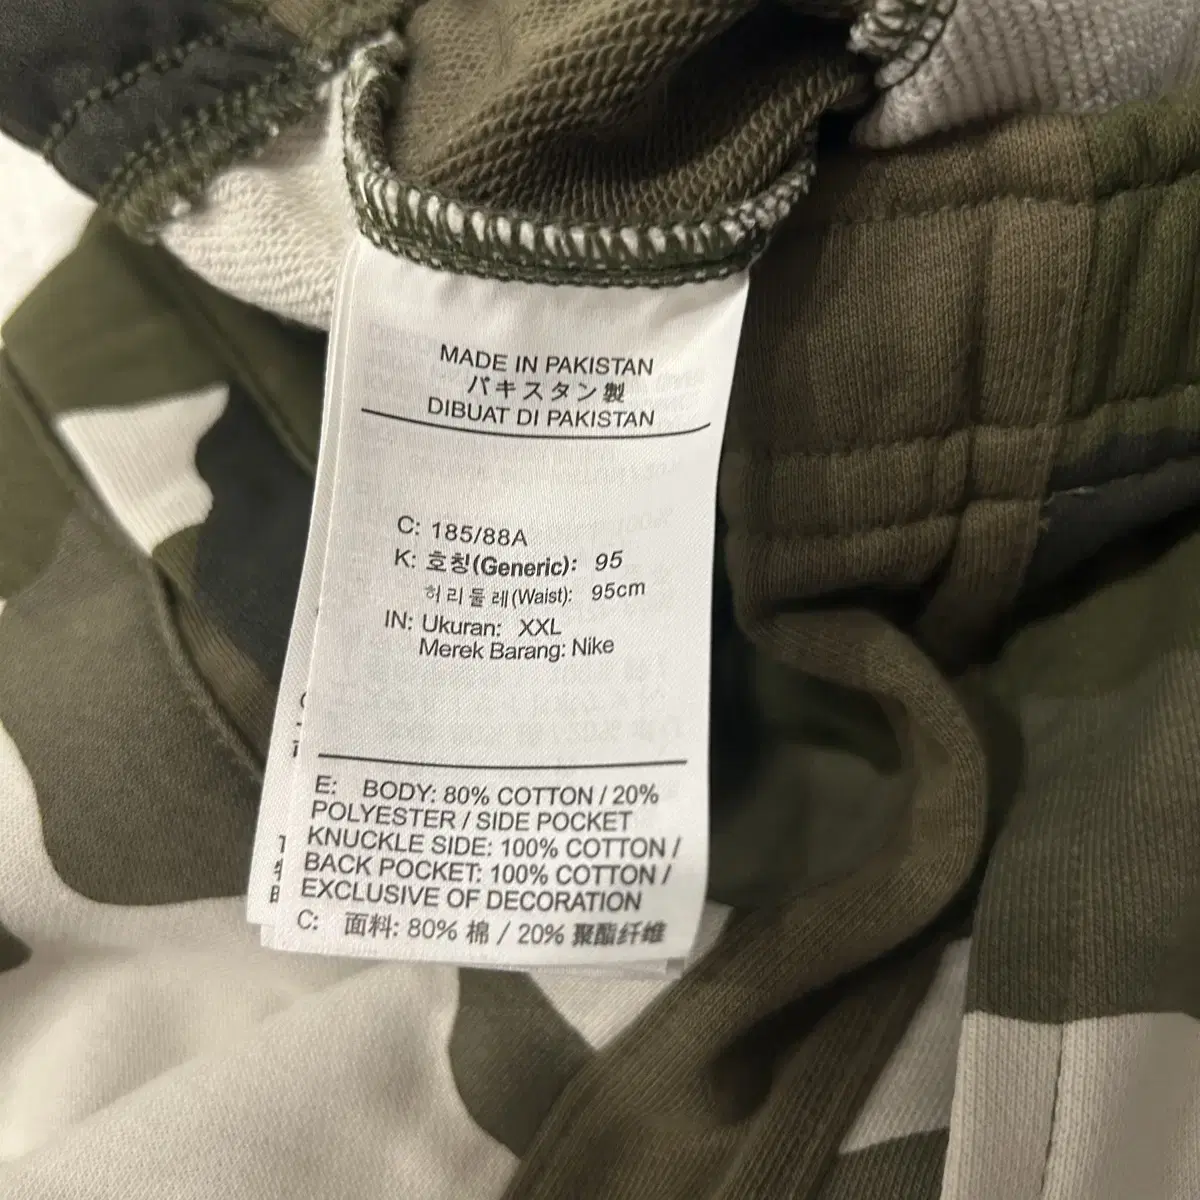 MADE IN PAKISTAN
パキスタン製
DIBUAT DI PAKISTAN
C: 185/88A
K: 호칭(Generic): 95
허리둘레(Waist): 95cm
IN: Ukuran: XXL
Merek Barang: Nike
E: BODY: 80% COTTON / 20%
POLYESTER / SIDE POCKET
KNUCKLE SIDE: 100% COTTON /
BACK POCKET: 100% COTTON /
EXCLUSIVE OF DECORATION
C: 面料: 80% 棉 / 20% 聚酯纤维